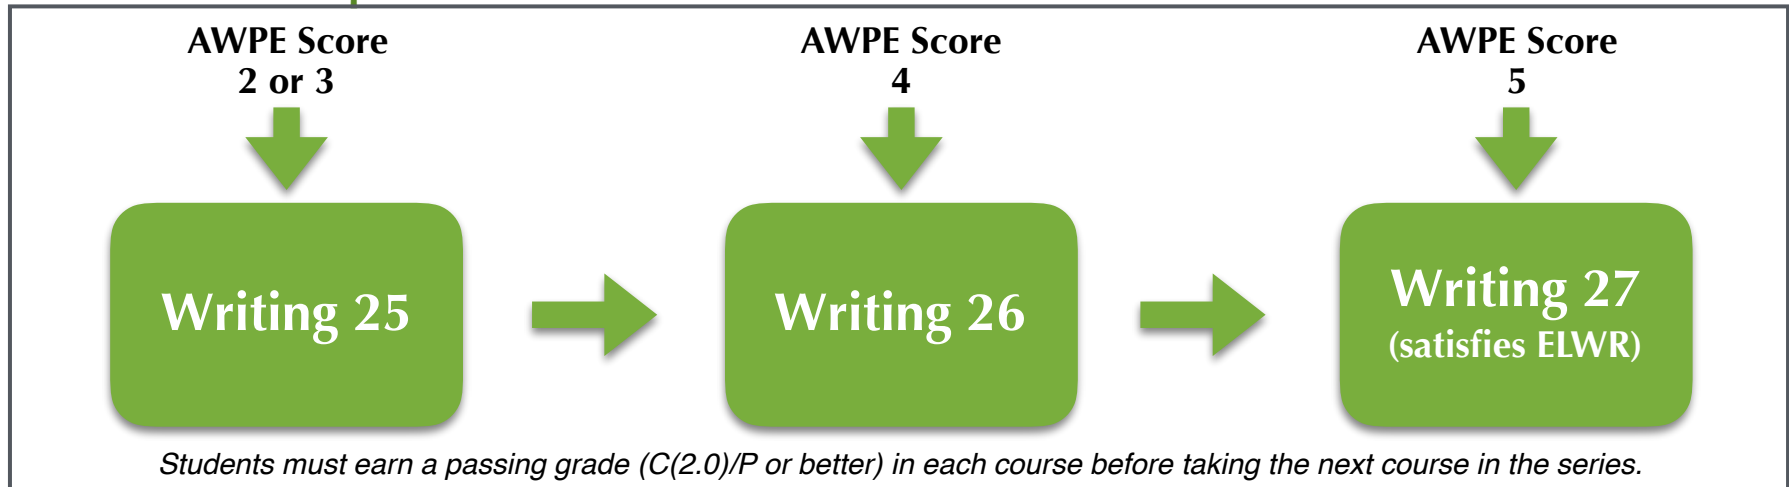 AWPE Score
2 or 3
AWPE Score
4
AWPE Score
5
Writing 25
Writing 26
Writing 27
(satisfies ELWR)
Students must earn a passing grade (C(2.0)/P or better) in each course before taking the next course in the series.